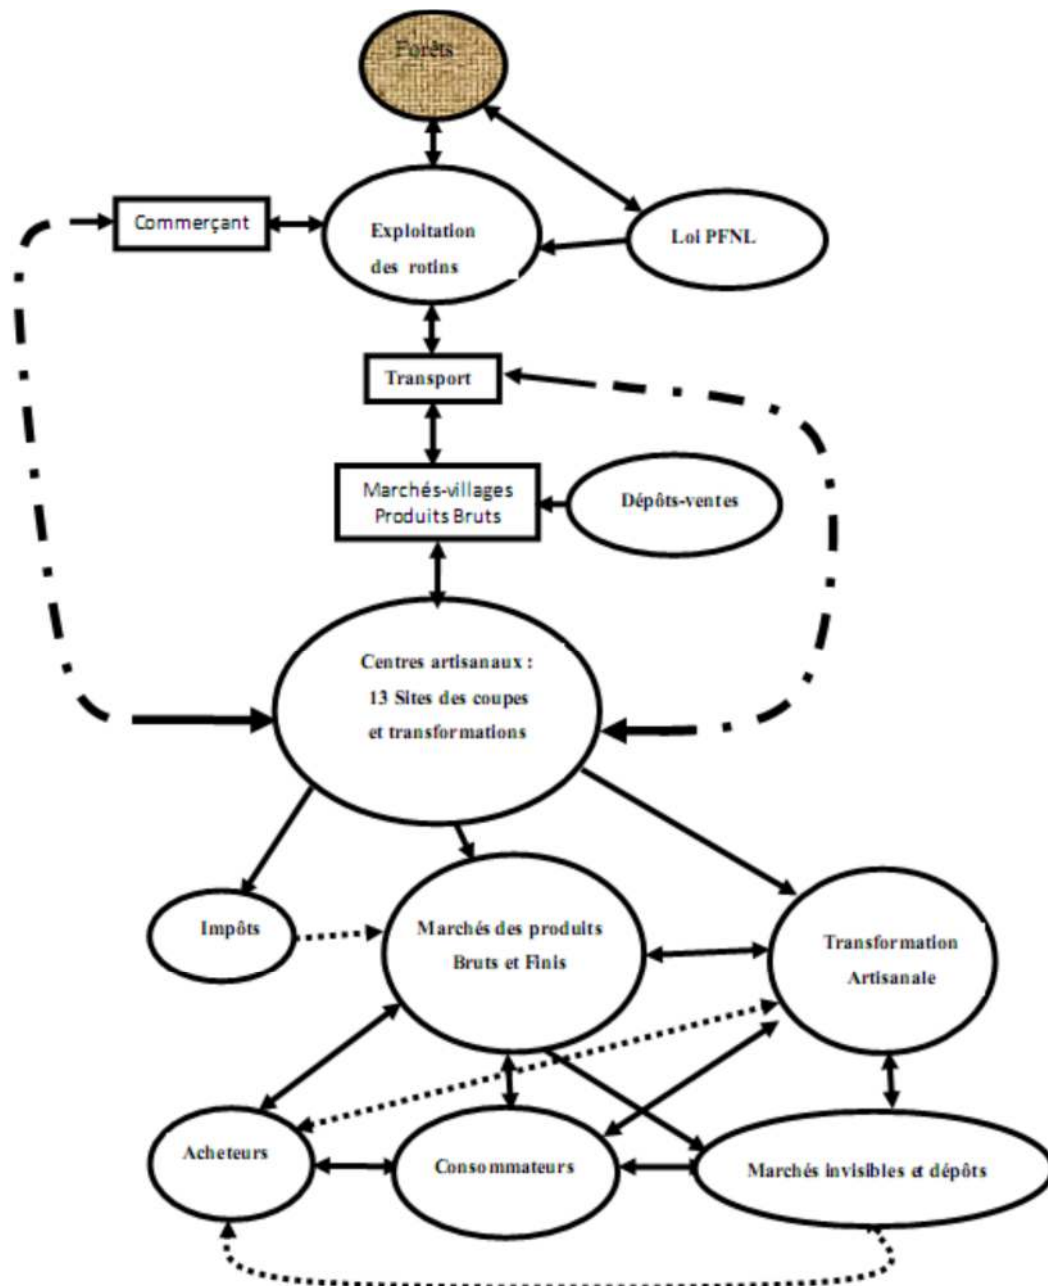 Forêts
Commerçant
Exploitation
des rotins
Loi PFNL
Transport
Marchés-villages
Produits Bruts
Dépôts-ventes
Centres artisanaux :
13 Sites des coupes
et transformations
Impôts
Marchés des produits
Bruts et Finis
Transformation
Artisanale
Acheteurs
Consommateurs
Marchés invisibles et dépôts